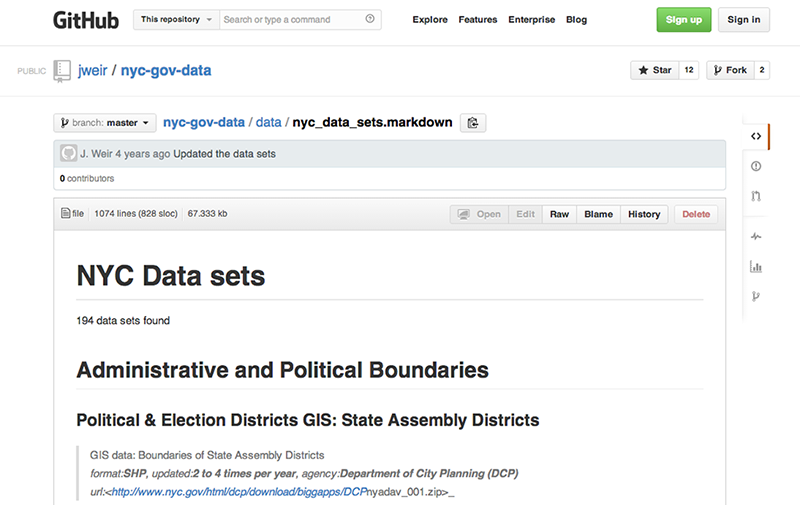 GitHub This repository Search or type a command Explore Features Enterprise Blog Sign up Sign in
PUBLIC jweir / nyc-gov-data Star 12 Fork 2
branch: master nyc-gov-data / data / nyc_data_sets.markdown
J. Weir 4 years ago Updated the data sets
0 contributors
file 1074 lines (828 sloc) 67.333 kb Open Edit Raw Blame History Delete
NYC Data sets
194 data sets found
Administrative and Political Boundaries
Political & Election Districts GIS: State Assembly Districts
GIS data: Boundaries of State Assembly Districts
format:SHP, updated:2 to 4 times per year, agency:Department of City Planning (DCP)
url:<http://www.nyc.gov/html/dcp/download/biggapps/DCPnyadav_001.zip>_